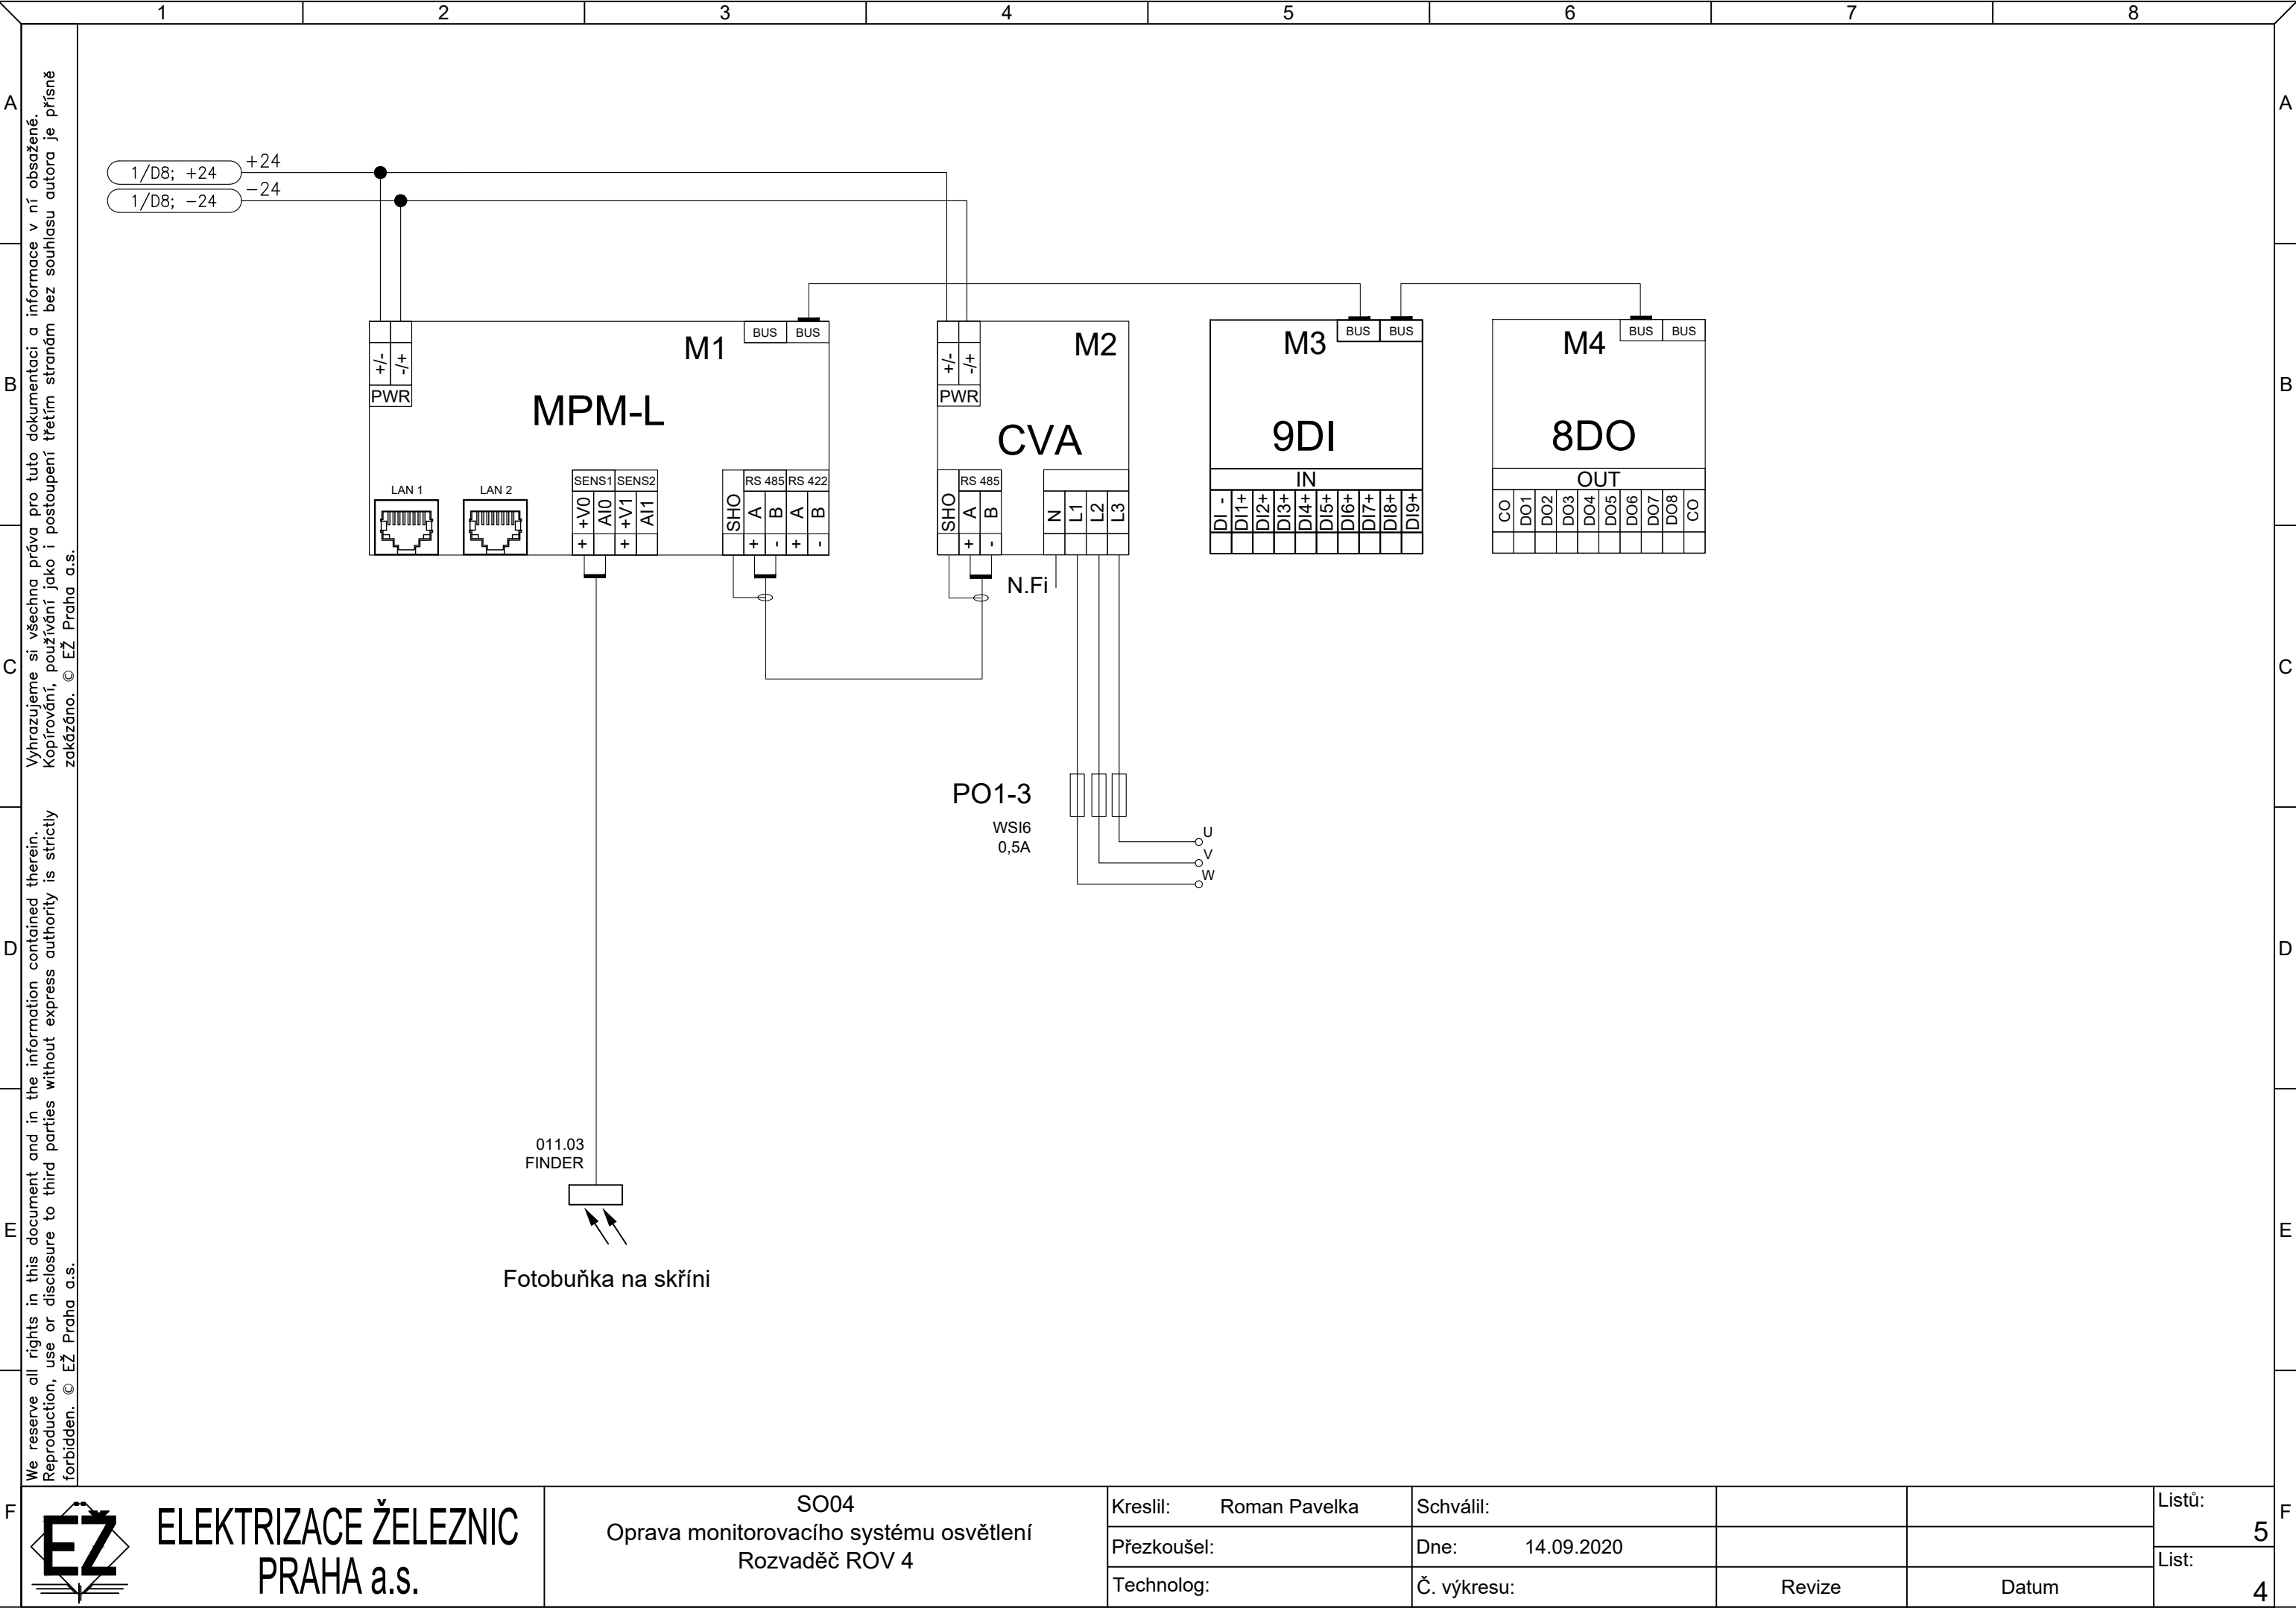 1 2 3 4 5 6 7 8
A A
B B
C C
D D
E E
F F
Vyhrazujeme si všechna práva pro tuto dokumentaci a informace v ní obsažené.
Kopírování, používání jako i postoupení třetím stranám bez souhlasu autora je přísně
zakázáno. © EŽ Praha a.s.
We reserve all rights in this document and in the information contained therein.
Reproduction, use or disclosure to third parties without express authority is strictly
forbidden. © EŽ Praha a.s.
1/D8; +24 +24
1/D8; -24 -24
+/- -/+
PWR
M1
BUS BUS
MPM-L
LAN 1 LAN 2
SENS1 SENS2
+V0 AI0 +V1 AI1
+ +
SHO
RS 485 RS 422
A B A B
+ - + -
+/- -/+
PWR
M2
CVA
SHO
RS 485
A B
+ -
N L1 L2 L3
N.Fi
M3
BUS BUS
9DI
IN
DI - DI1+ DI2+ DI3+ DI4+ DI5+ DI6+ DI7+ DI8+ DI9+
M4
BUS BUS
8DO
OUT
CO DO1 DO2 DO3 DO4 DO5 DO6 DO7 DO8 CO
PO1-3
WSI6
0,5A
U
V
W
011.03
FINDER
Fotobuňka na skříni
EŽ
ELEKTRIZACE ŽELEZNIC
PRAHA a.s.
SO04
Oprava monitorovacího systému osvětlení
Rozvaděč ROV 4
Kreslil: Roman Pavelka
Přezkoušel:
Technolog:
Schválil:
Dne: 14.09.2020
Č. výkresu:
Revize
Datum
Listů:
5
List:
4